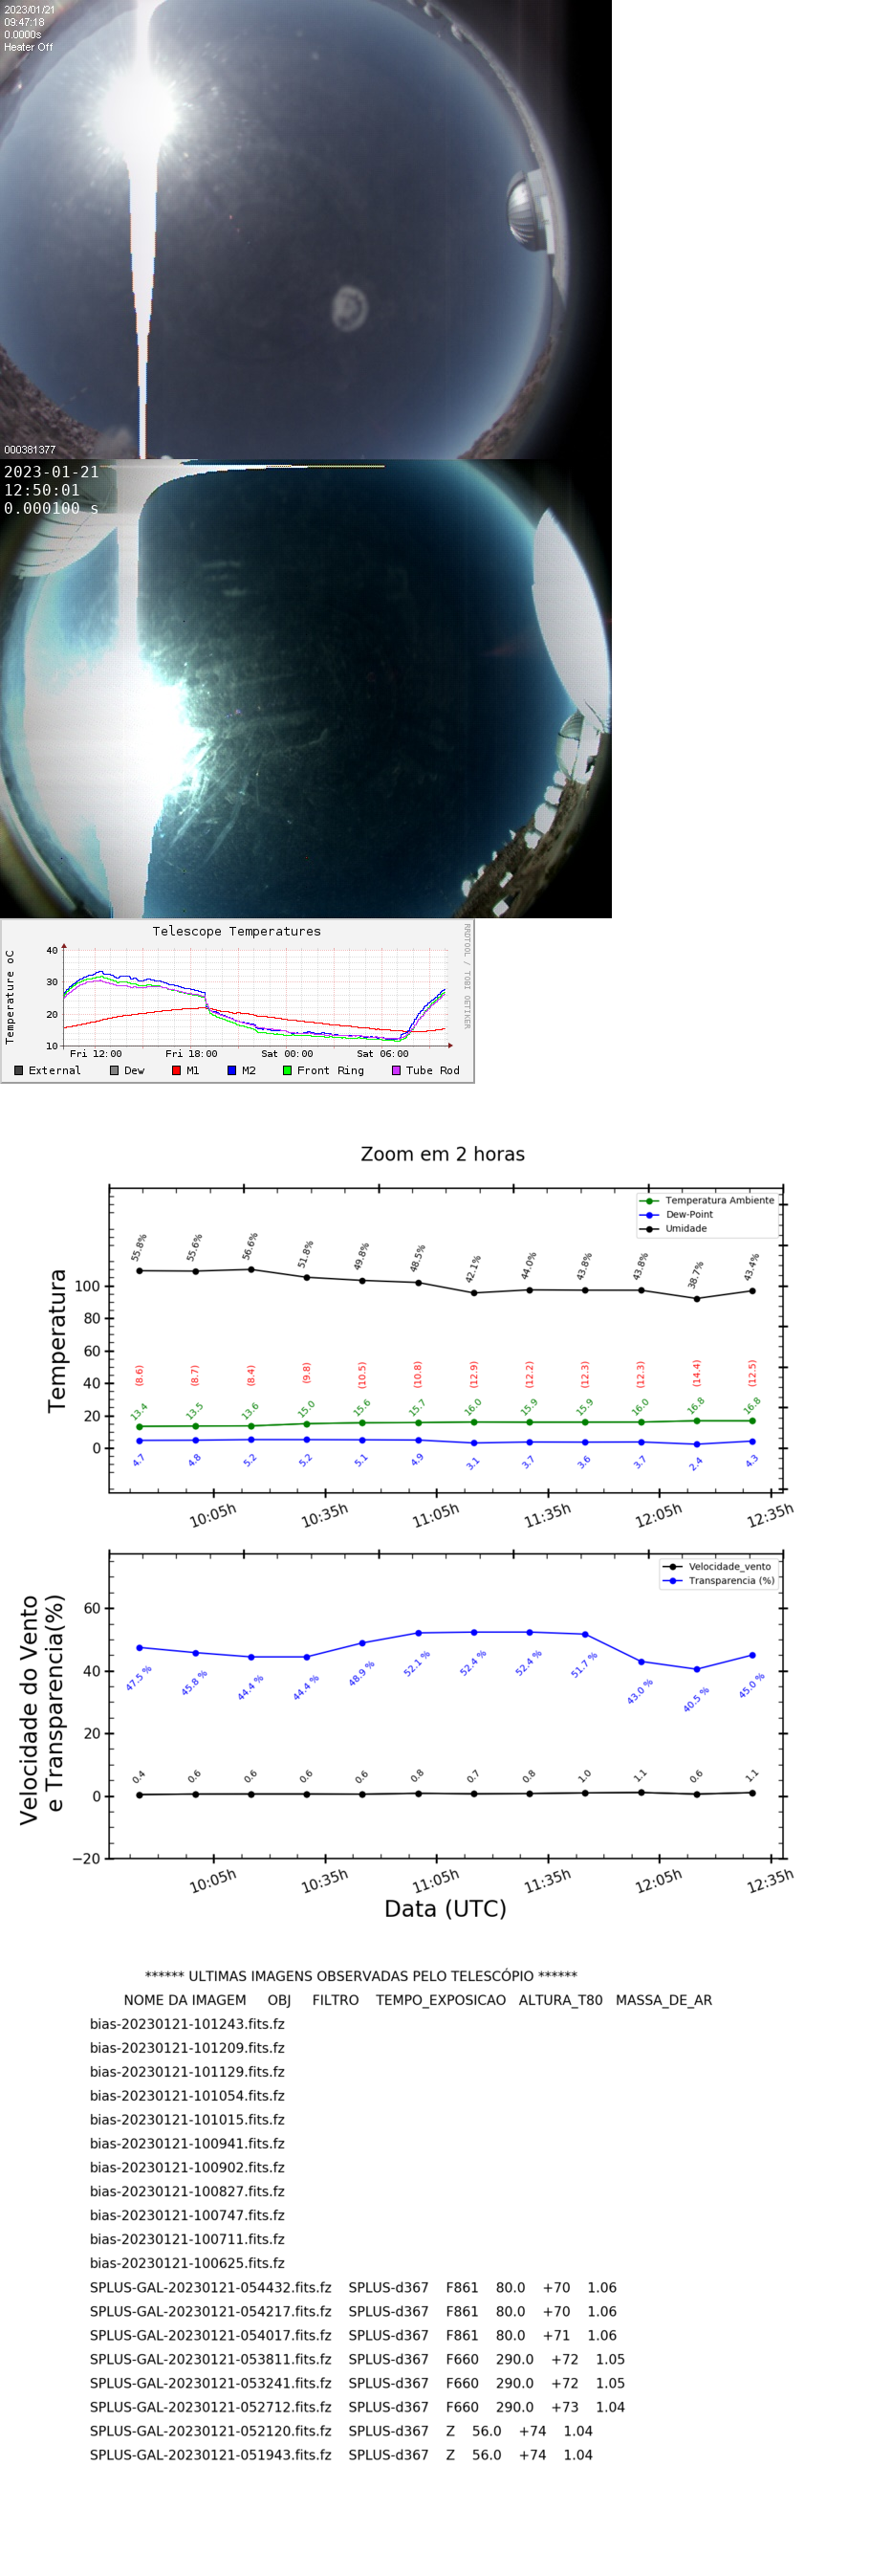 2023/01/21
09:47:18
0.0000s
Heater Off
000381377
2023-01-21
12:50:01
0.000100 s
Telescope Temperatures
RRDTOOL / TOBI OETIKER
Temperature oC
40
30
20
10
Fri 12:00 Fri 18:00 Sat 00:00 Sat 06:00
External Dew M1 M2 Front Ring Tube Rod
Zoom em 2 horas
Temperatura Ambiente
Dew-Point
Umidade
Temperatura
100
80
60
40
20
0
55.8% 55.6% 56.6% 51.8% 49.8% 48.5% 42.1% 44.0% 43.8% 43.8% 38.7% 43.4%
(8.6) (8.7) (8.4) (9.8) (10.5) (10.8) (12.9) (12.2) (12.3) (12.3) (14.4) (12.5)
13.4 13.5 13.6 15.0 15.6 15.7 16.0 15.9 15.9 16.0 16.8 16.8
4.7 4.8 5.2 5.2 5.1 4.9 3.1 3.7 3.6 3.7 2.4 4.3
10:05h 10:35h 11:05h 11:35h 12:05h 12:35h
Velocidade_vento
Transparencia (%)
Velocidade do Vento
e Transparencia(%)
60
40
20
0
−20
47.5 % 45.8 % 44.4 % 44.4 % 48.9 % 52.1 % 52.4 % 52.4 % 51.7 % 43.0 % 40.5 % 45.0 %
0.4 0.6 0.6 0.6 0.6 0.8 0.7 0.8 1.0 1.1 0.6 1.1
10:05h 10:35h 11:05h 11:35h 12:05h 12:35h
Data (UTC)
****** ULTIMAS IMAGENS OBSERVADAS PELO TELESCÓPIO ******
NOME DA IMAGEM OBJ FILTRO TEMPO_EXPOSICAO ALTURA_T80 MASSA_DE_AR
bias-20230121-101243.fits.fz
bias-20230121-101209.fits.fz
bias-20230121-101129.fits.fz
bias-20230121-101054.fits.fz
bias-20230121-101015.fits.fz
bias-20230121-100941.fits.fz
bias-20230121-100902.fits.fz
bias-20230121-100827.fits.fz
bias-20230121-100747.fits.fz
bias-20230121-100711.fits.fz
bias-20230121-100625.fits.fz
SPLUS-GAL-20230121-054432.fits.fz SPLUS-d367 F861 80.0 +70 1.06
SPLUS-GAL-20230121-054217.fits.fz SPLUS-d367 F861 80.0 +70 1.06
SPLUS-GAL-20230121-054017.fits.fz SPLUS-d367 F861 80.0 +71 1.06
SPLUS-GAL-20230121-053811.fits.fz SPLUS-d367 F660 290.0 +72 1.05
SPLUS-GAL-20230121-053241.fits.fz SPLUS-d367 F660 290.0 +72 1.05
SPLUS-GAL-20230121-052712.fits.fz SPLUS-d367 F660 290.0 +73 1.04
SPLUS-GAL-20230121-052120.fits.fz SPLUS-d367 Z 56.0 +74 1.04
SPLUS-GAL-20230121-051943.fits.fz SPLUS-d367 Z 56.0 +74 1.04